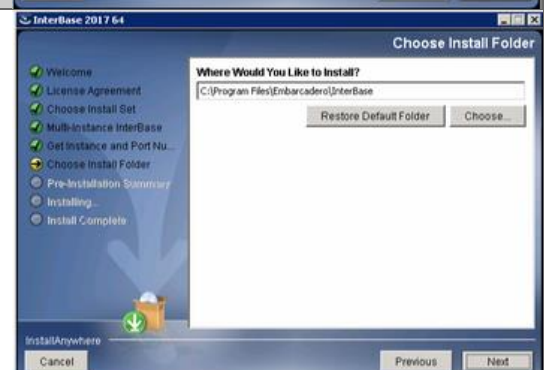 InterBase 2017 64
Choose Install Folder
Welcome
License Agreement
Choose Install Set
Multi-Instance InterBase
Get Instance and Port Nu...
Choose Install Folder
Pre-Installation Summary
Installing...
Install Complete
Where Would You Like to Install?
C:\Program Files\Embarcadero\InterBase
Restore Default Folder
Choose...
InstallAnywhere
Cancel
Previous
Next